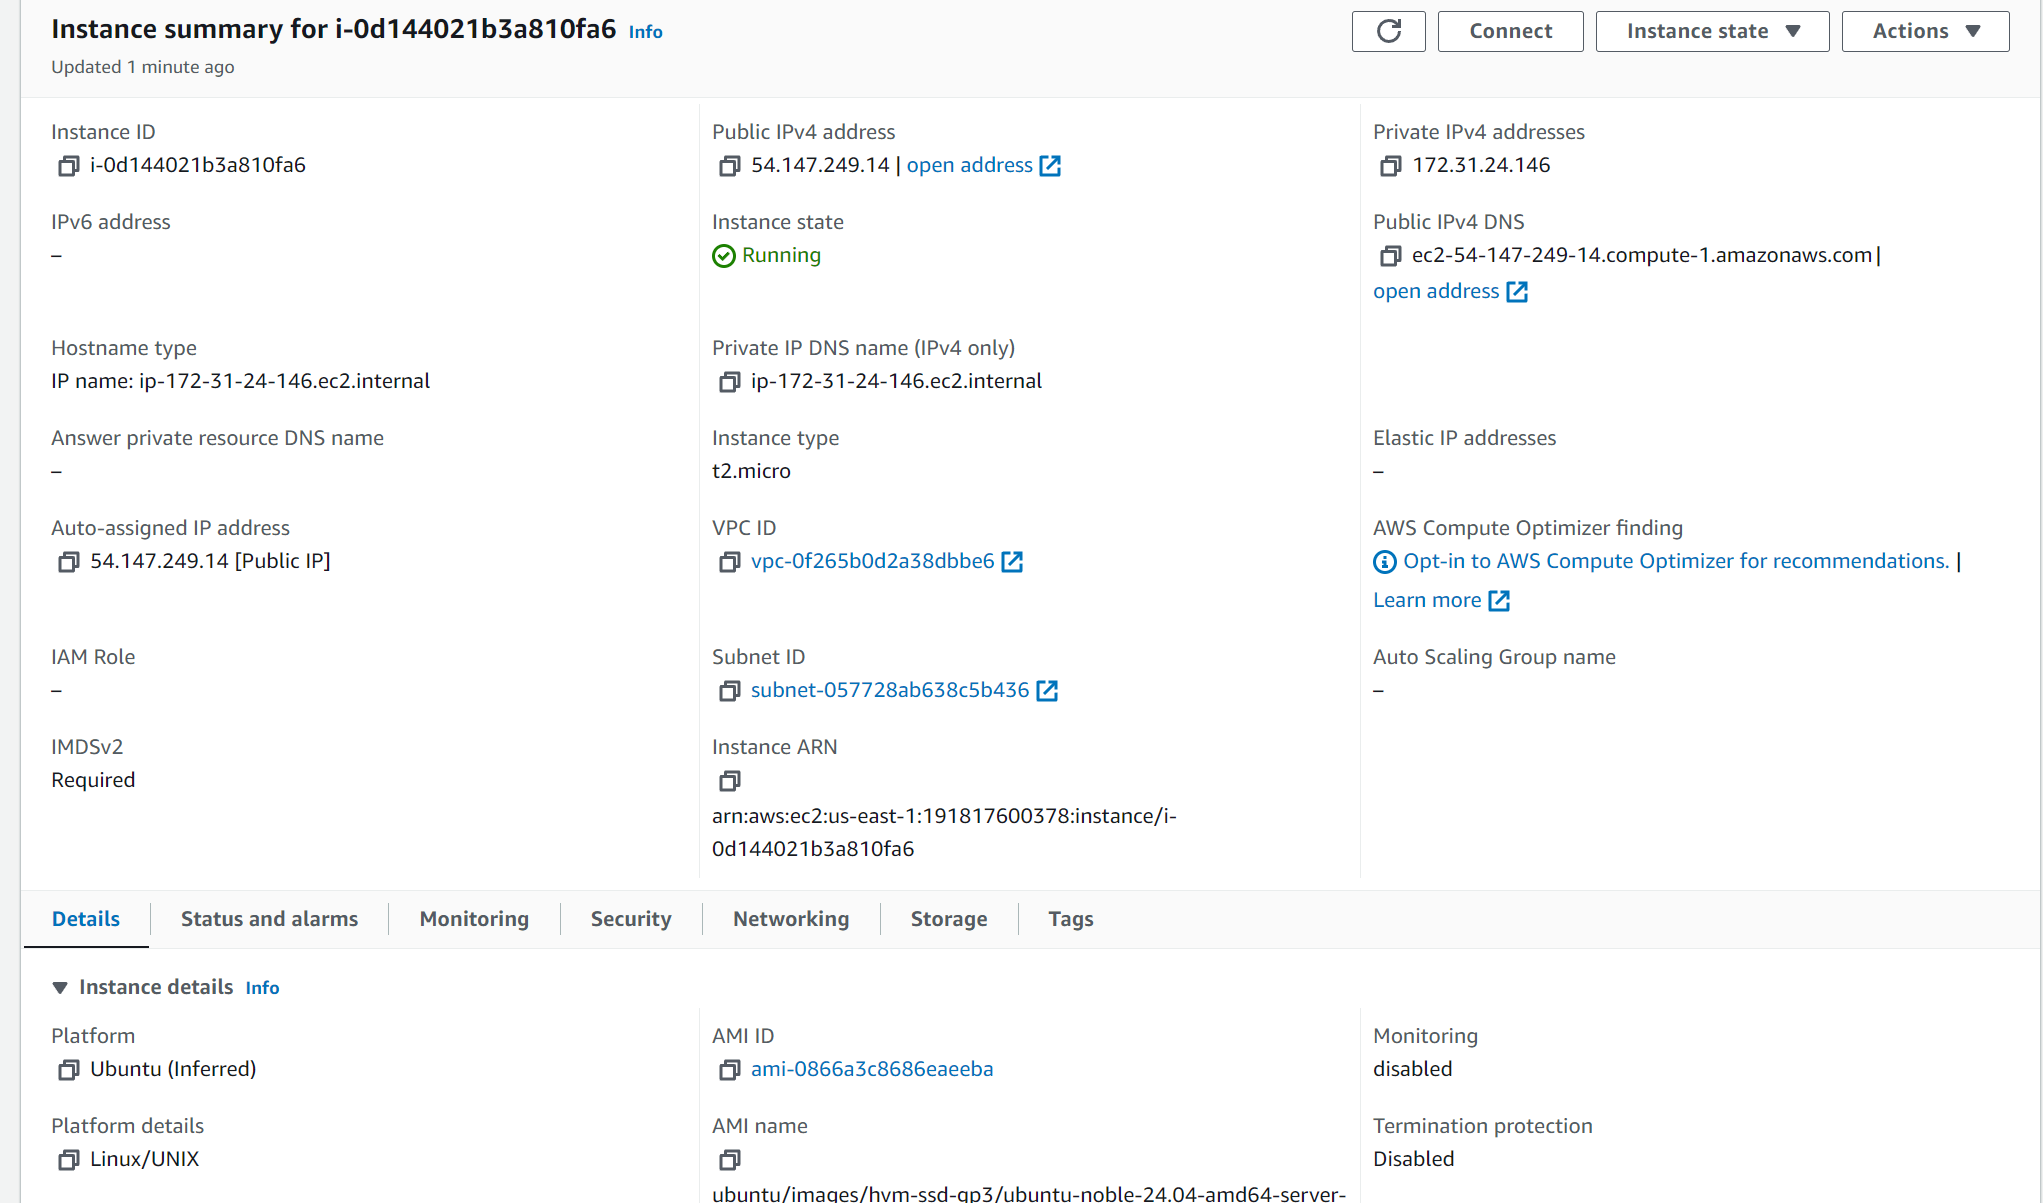 Instance summary for i-0d144021b3a810fa6 Info
Updated 1 minute ago
Connect
Instance state
Actions
Instance ID
i-0d144021b3a810fa6
Public IPv4 address
54.147.249.14 | open address
Private IPv4 addresses
172.31.24.146
IPv6 address
–
Instance state
Running
Public IPv4 DNS
ec2-54-147-249-14.compute-1.amazonaws.com |
open address
Hostname type
IP name: ip-172-31-24-146.ec2.internal
Private IP DNS name (IPv4 only)
ip-172-31-24-146.ec2.internal
Answer private resource DNS name
–
Instance type
t2.micro
Elastic IP addresses
–
Auto-assigned IP address
54.147.249.14 [Public IP]
VPC ID
vpc-0f265b0d2a38dbbe6
AWS Compute Optimizer finding
Opt-in to AWS Compute Optimizer for recommendations. |
Learn more
IAM Role
–
Subnet ID
subnet-057728ab638c5b436
Auto Scaling Group name
–
IMDSv2
Required
Instance ARN
arn:aws:ec2:us-east-1:191817600378:instance/i-
0d144021b3a810fa6
Details
Status and alarms
Monitoring
Security
Networking
Storage
Tags
Instance details Info
Platform
Ubuntu (Inferred)
AMI ID
ami-0866a3c8686eaeeba
Monitoring
disabled
Platform details
Linux/UNIX
AMI name
ubuntu/images/hvm-ssd-gp3/ubuntu-noble-24.04-amd64-server-
Termination protection
Disabled